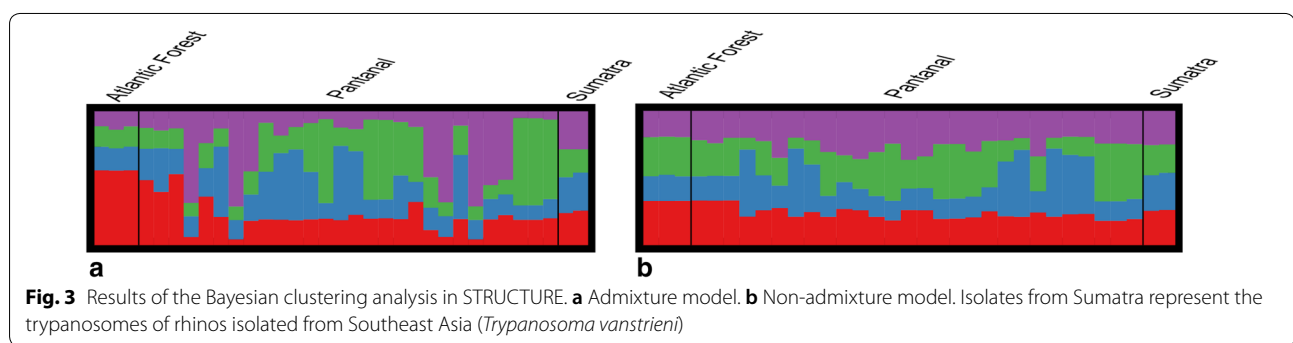 Atlantic Forest
Pantanal
Sumatra
Atlantic Forest
Pantanal
Sumatra
a
b
Fig. 3 Results of the Bayesian clustering analysis in STRUCTURE. a Admixture model. b Non-admixture model. Isolates from Sumatra represent the
trypanosomes of rhinos isolated from Southeast Asia (Trypanosoma vanstrieni)